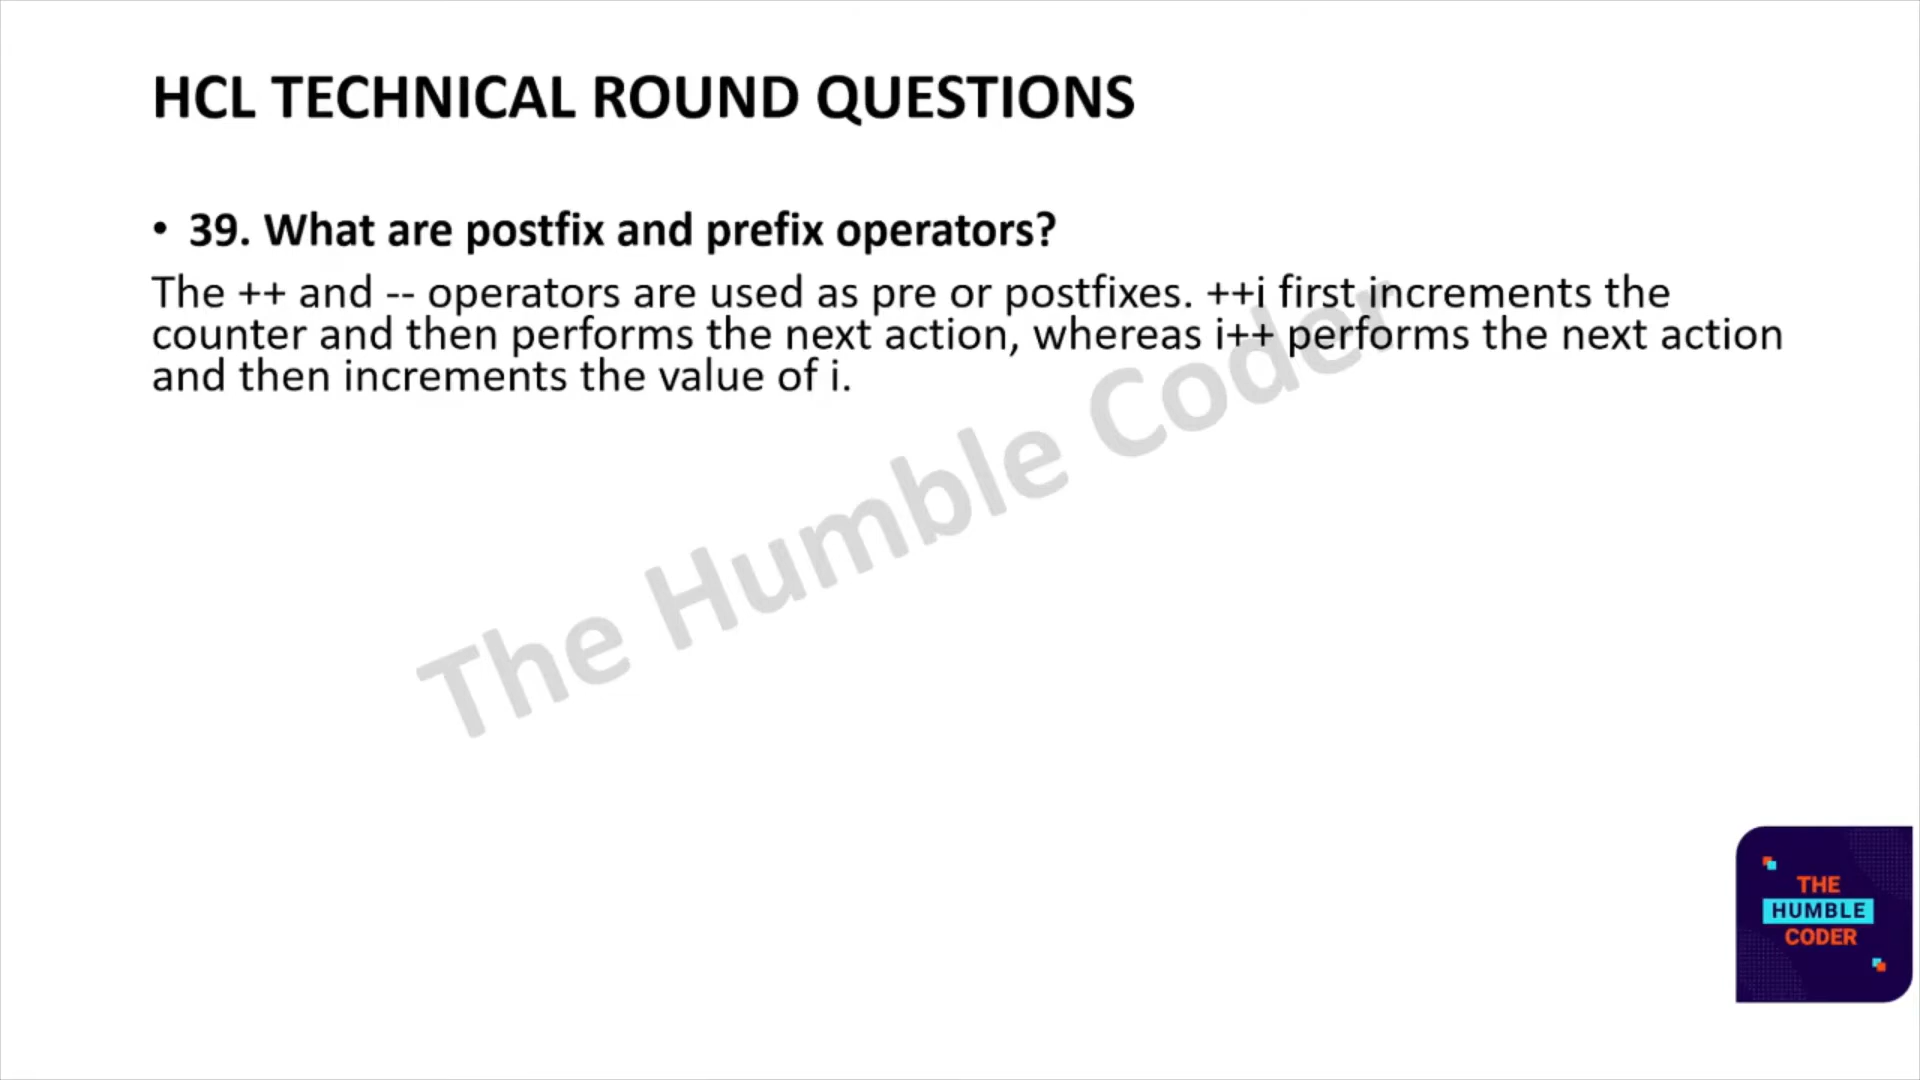 HCL TECHNICAL ROUND QUESTIONS
• 39. What are postfix and prefix operators?
The ++ and -- operators are used as pre or postfixes. ++i first increments the
counter and then performs the next action, whereas i++ performs the next action
and then increments the value of i.
The Humble Coder
THE
HUMBLE
CODER